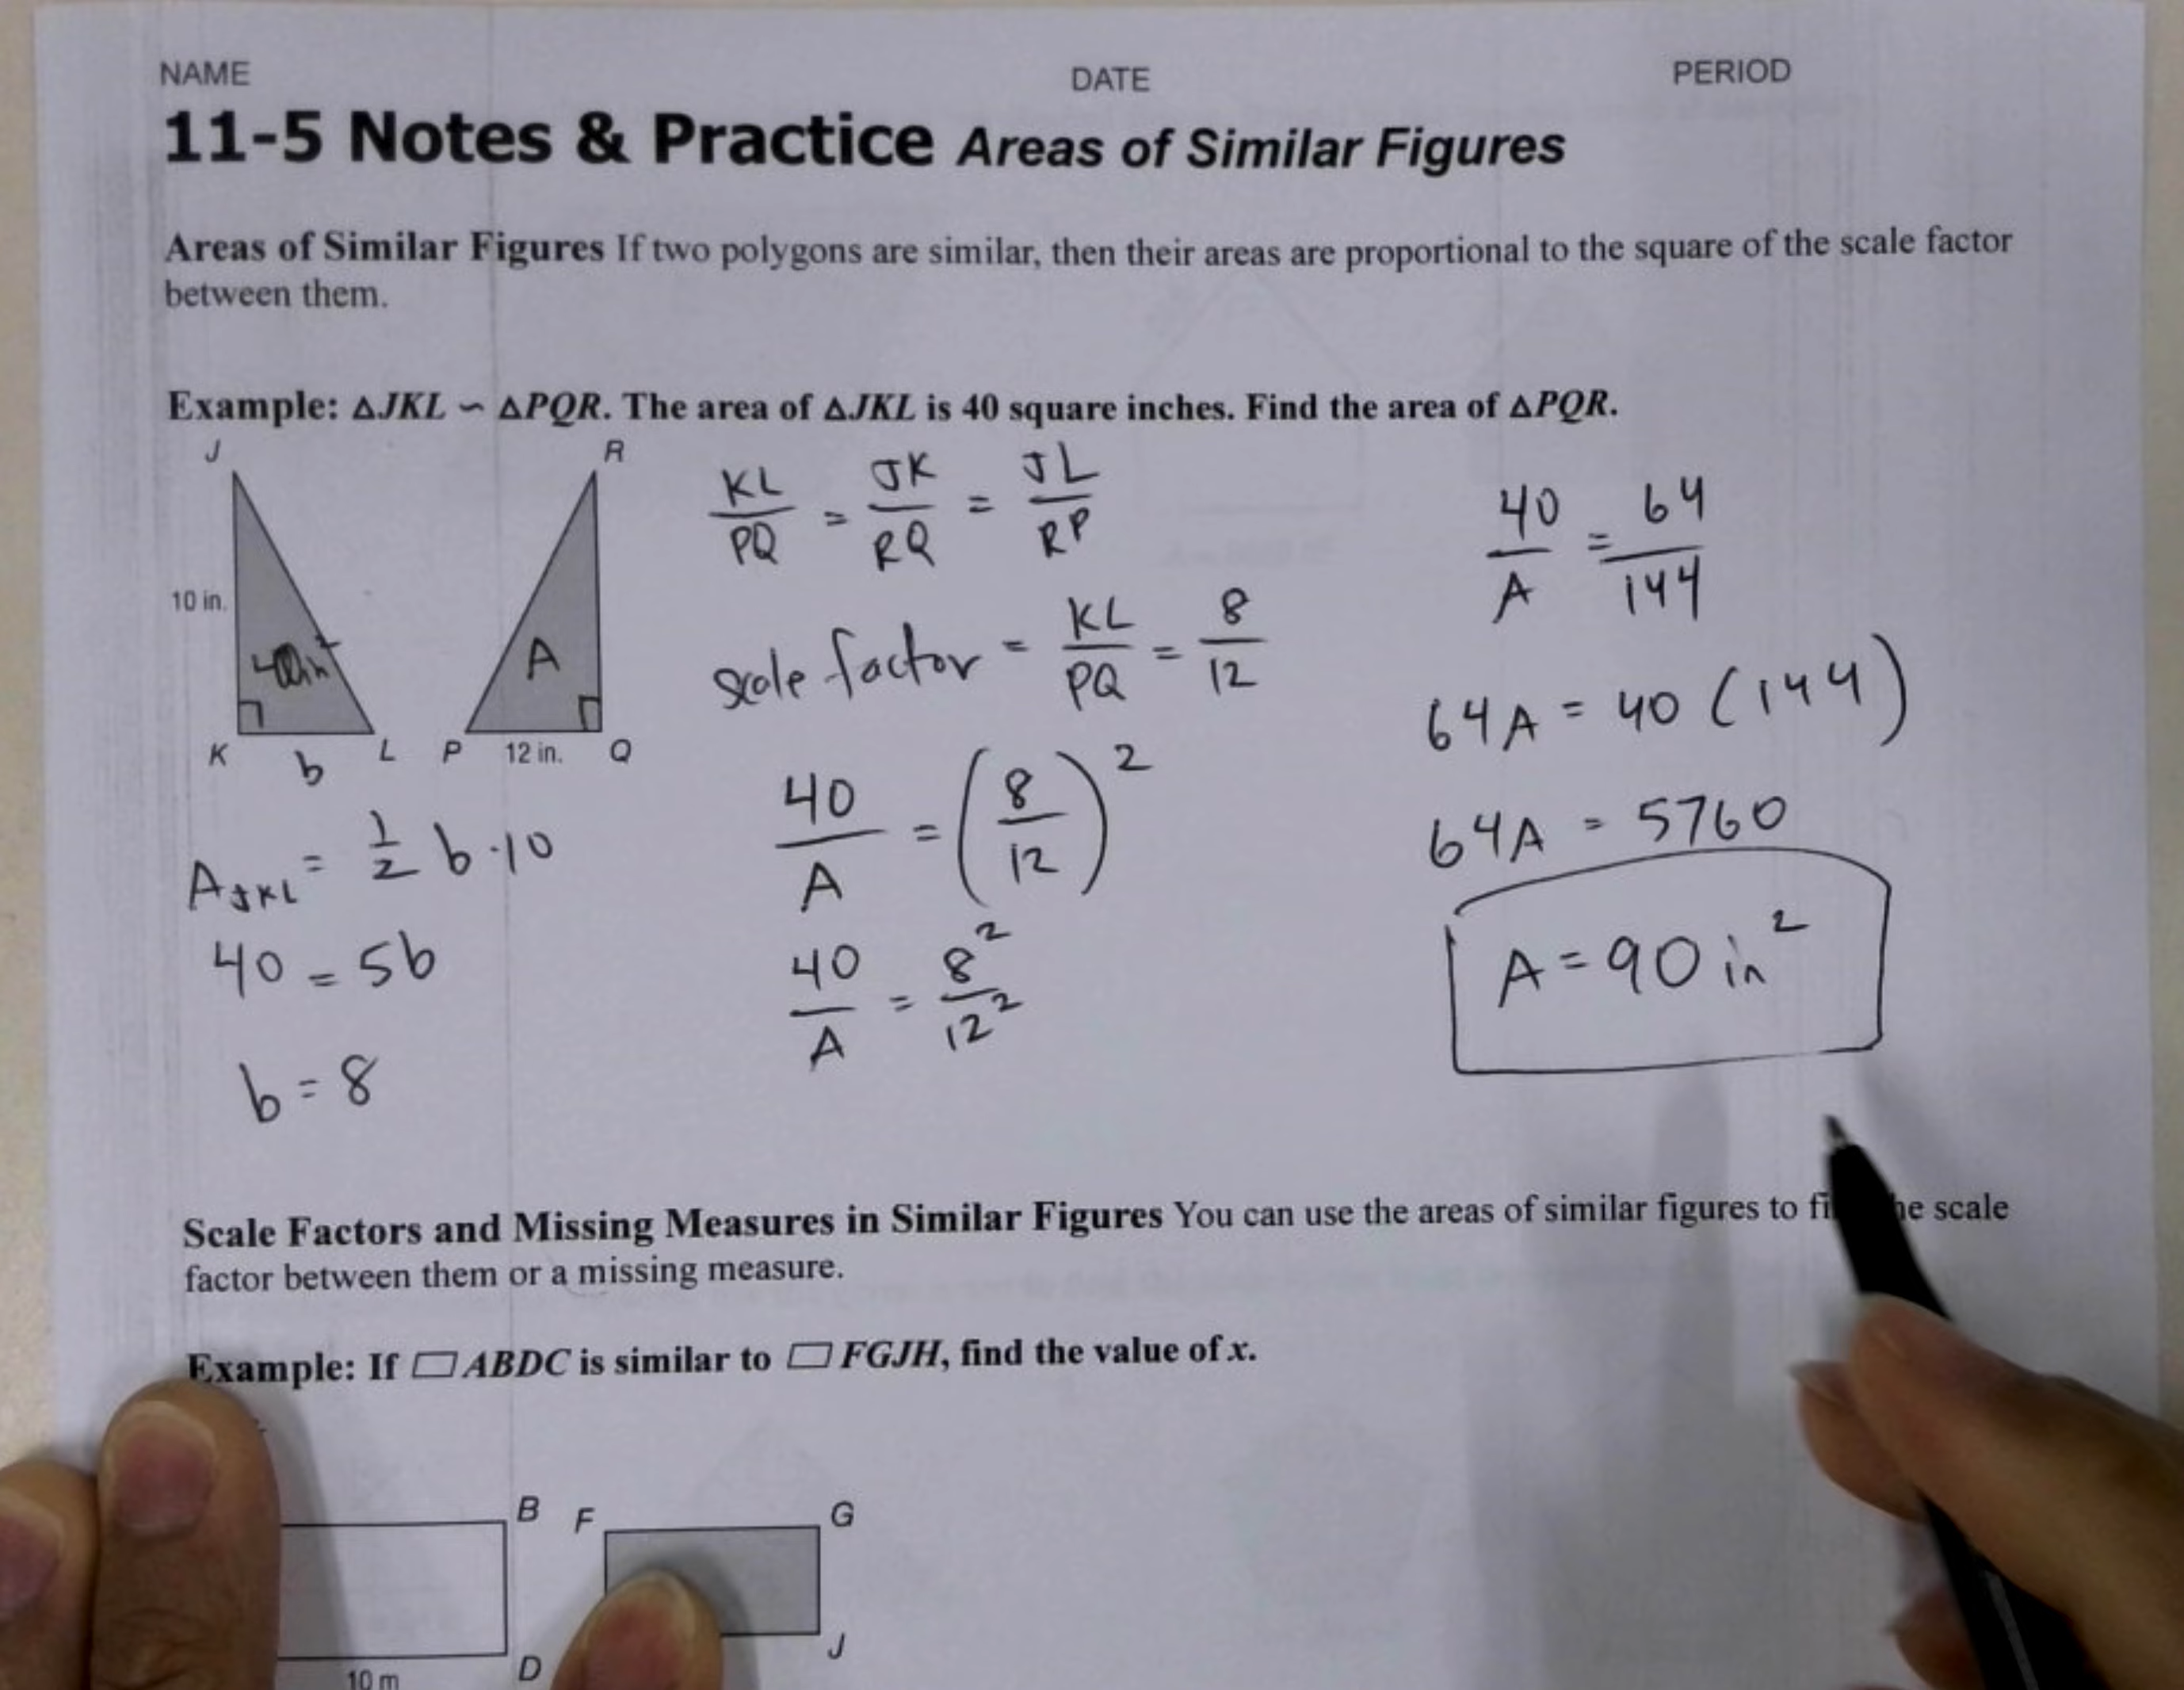 NAME DATE PERIOD
11-5 Notes & Practice Areas of Similar Figures
Areas of Similar Figures If two polygons are similar, then their areas are proportional to the square of the scale factor
between them.
Example: △JKL ∼ △PQR. The area of △JKL is 40 square inches. Find the area of △PQR.
J R
10 in.
40in² A
K b L P 12 in. Q
A_JKL = 1/2 b·10
40 = 5b
b = 8
KL/PQ = JK/RQ = JL/RP
scale factor = KL/PQ = 8/12
40/A = (8/12)²
40/A = 8²/12²
40/A = 64/144
64A = 40(144)
64A = 5760
A = 90 in²
Scale Factors and Missing Measures in Similar Figures You can use the areas of similar figures to scale
factor between them or a missing measure.
Example: If ▱ABDC is similar to ▱FGJH, find the value of x.
B F G
10 m D J